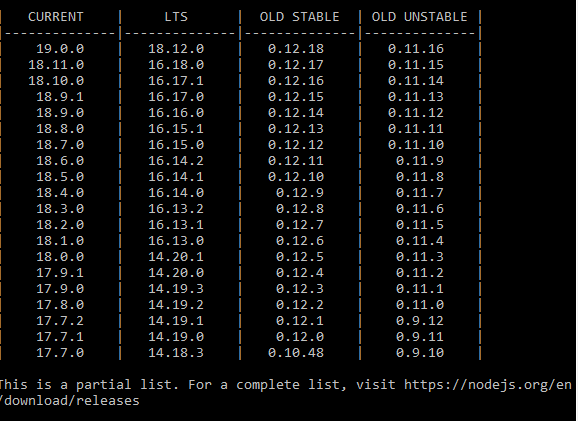 |   CURRENT    |     LTS      |  OLD STABLE  | OLD UNSTABLE |
|--------------|--------------|--------------|--------------|
|    19.0.0    |   18.12.0    |   0.12.18    |   0.11.16    |
|   18.11.0    |   16.18.0    |   0.12.17    |   0.11.15    |
|   18.10.0    |   16.17.1    |   0.12.16    |   0.11.14    |
|    18.9.1    |   16.17.0    |   0.12.15    |   0.11.13    |
|    18.9.0    |   16.16.0    |   0.12.14    |   0.11.12    |
|    18.8.0    |   16.15.1    |   0.12.13    |   0.11.11    |
|    18.7.0    |   16.15.0    |   0.12.12    |   0.11.10    |
|    18.6.0    |   16.14.2    |   0.12.11    |    0.11.9    |
|    18.5.0    |   16.14.1    |   0.12.10    |    0.11.8    |
|    18.4.0    |   16.14.0    |    0.12.9    |    0.11.7    |
|    18.3.0    |   16.13.2    |    0.12.8    |    0.11.6    |
|    18.2.0    |   16.13.1    |    0.12.7    |    0.11.5    |
|    18.1.0    |   16.13.0    |    0.12.6    |    0.11.4    |
|    18.0.0    |   14.20.1    |    0.12.5    |    0.11.3    |
|    17.9.1    |   14.20.0    |    0.12.4    |    0.11.2    |
|    17.9.0    |   14.19.3    |    0.12.3    |    0.11.1    |
|    17.8.0    |   14.19.2    |    0.12.2    |    0.11.0    |
|    17.7.2    |   14.19.1    |    0.12.1    |    0.9.12    |
|    17.7.1    |   14.19.0    |    0.12.0    |    0.9.11    |
|    17.7.0    |   14.18.3    |   0.10.48    |    0.9.10    |
This is a partial list. For a complete list, visit https://nodejs.org/en
/download/releases